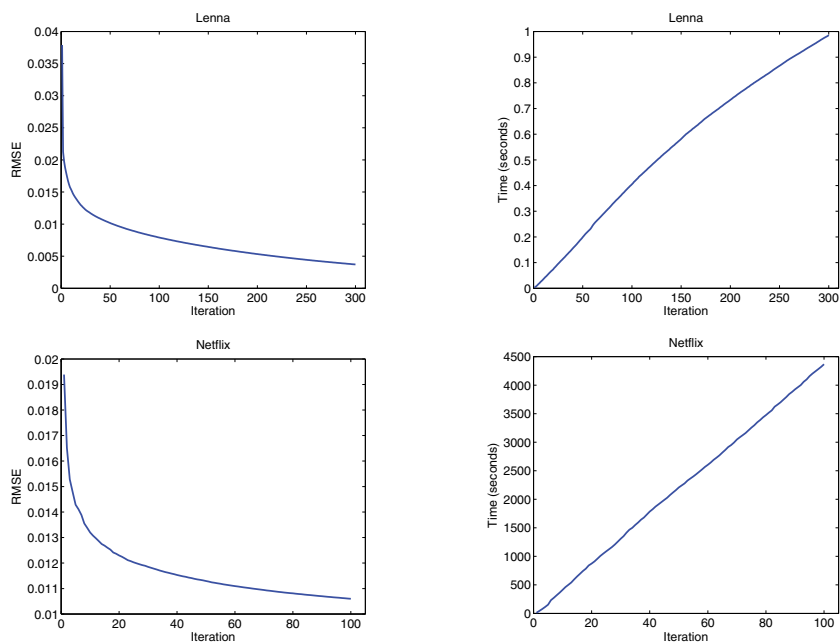 Lenna
0.04
0.035
0.03
0.025
0.02
0.015
0.01
0.005
0
RMSE
0 50 100 150 200 250 300
Iteration
Lenna
1
0.9
0.8
0.7
0.6
0.5
0.4
0.3
0.2
0.1
0
Time (seconds)
0 50 100 150 200 250 300
Iteration
Netflix
0.02
0.019
0.018
0.017
0.016
0.015
0.014
0.013
0.012
0.011
0.01
RMSE
0 20 40 60 80 100
Iteration
Netflix
4500
4000
3500
3000
2500
2000
1500
1000
500
0
Time (seconds)
0 20 40 60 80 100
Iteration